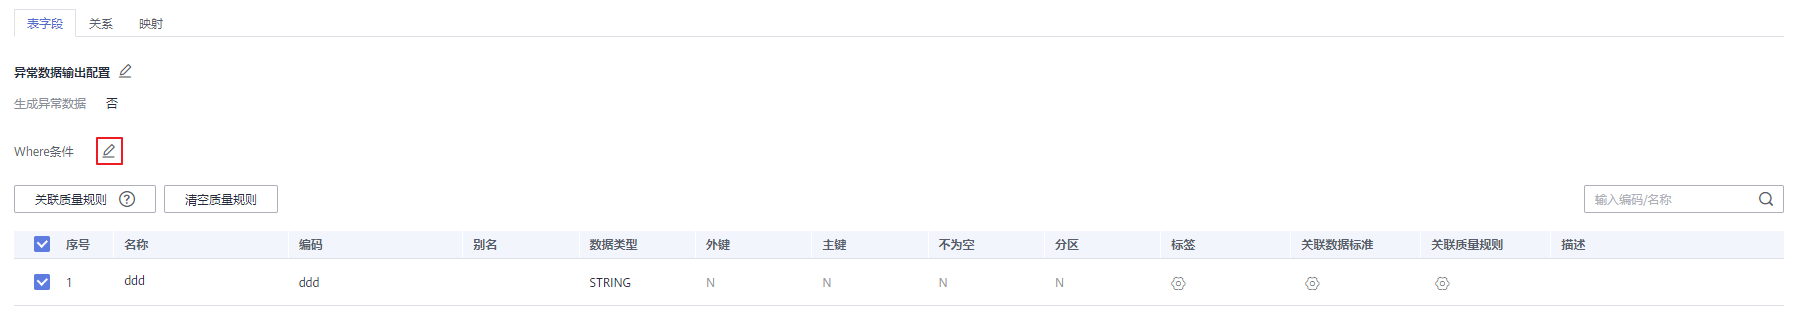 表字段 关系 映射
异常数据输出配置
生成异常数据 否
Where条件
关联质量规则 ? 清空质量规则 输入编码/名称
序号 名称 编码 别名 数据类型 外键 主键 不为空 分区 标签 关联数据标准 关联质量规则 描述
1 ddd ddd STRING N N N N